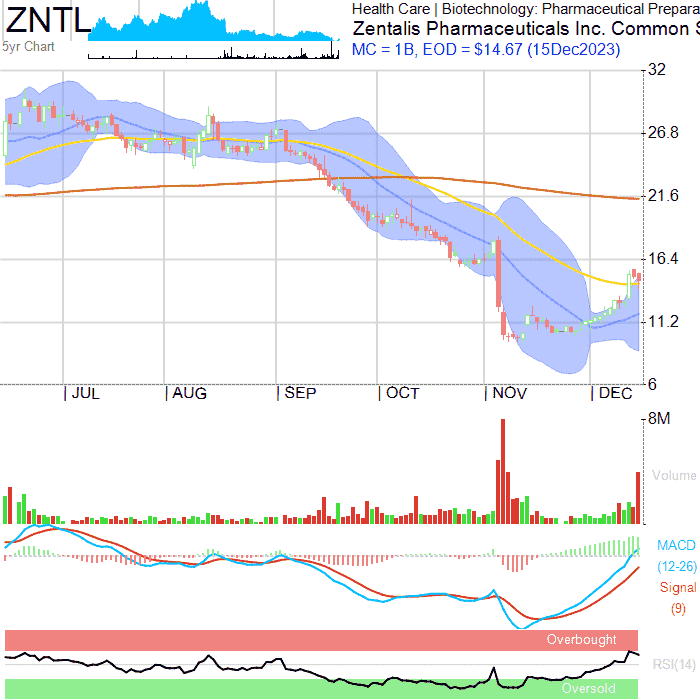 ZNTL
5yr Chart
Health Care | Biotechnology: Pharmaceutical Prepara
Zentalis Pharmaceuticals Inc. Common S
MC = 1B, EOD = $14.67 (15Dec2023)
32
26.8
21.6
16.4
11.2
6
JUL
AUG
SEP
OCT
NOV
DEC
8M
Volume
MACD
(12-26)
Signal
(9)
Overbought
RSI(14)
Oversold